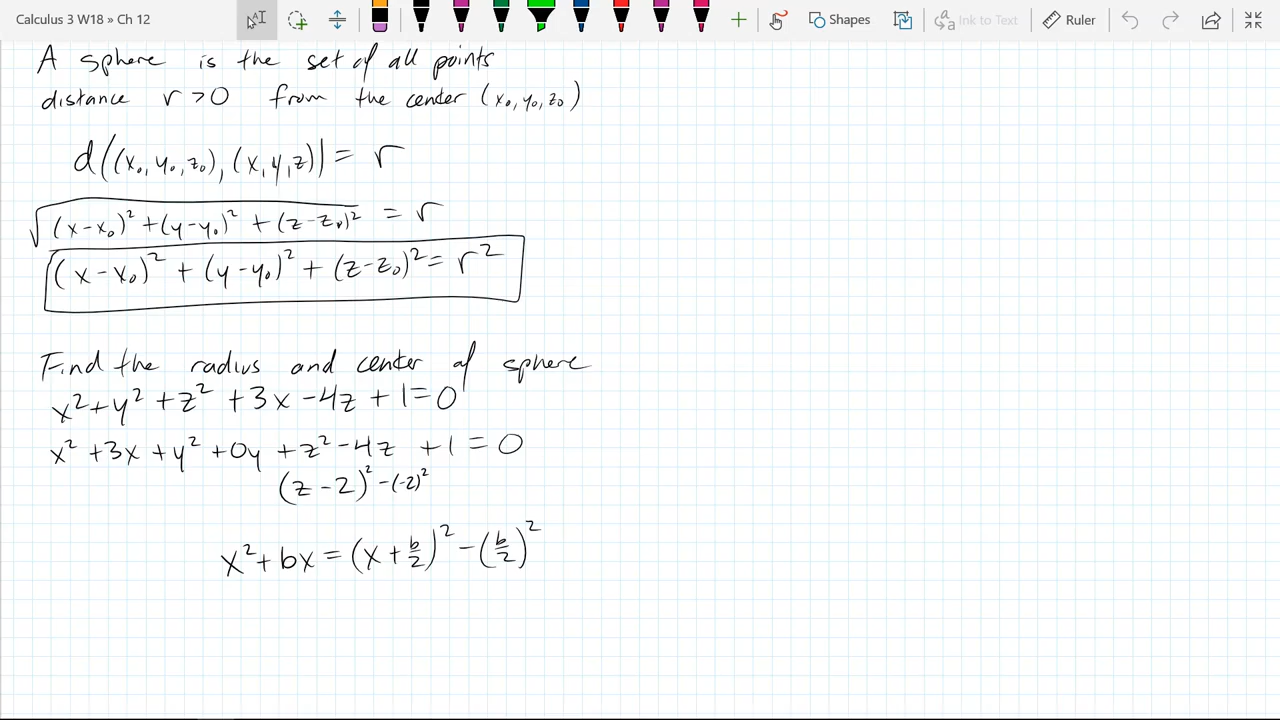 Calculus 3 W18 » Ch 12
Shapes
Ink to Text
Ruler
A sphere is the set of all points
distance r > 0 from the center (x₀, y₀, z₀)
d((x₀, y₀, z₀), (x, y, z)) = r
√((x-x₀)² + (y-y₀)² + (z-z₀)²) = r
(x-x₀)² + (y-y₀)² + (z-z₀)² = r²
Find the radius and center of sphere
x² + y² + z² + 3x - 4z + 1 = 0
x² + 3x + y² + 0y + z² - 4z + 1 = 0
(z - 2)² - (-2)²
x² + bx = (x + b/2)² - (b/2)²